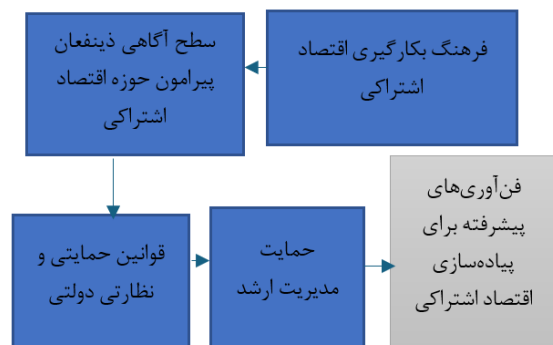 فرهنگ بکارگیری اقتصاد
اشتراکی
سطح آگاهی ذینفعان
پیرامون حوزه اقتصاد
اشتراکی
قوانین حمایتی و
نظارتی دولتی
حمایت
مدیریت ارشد
فن‌آوری‌های
پیشرفته برای
پیاده‌سازی
اقتصاد اشتراکی